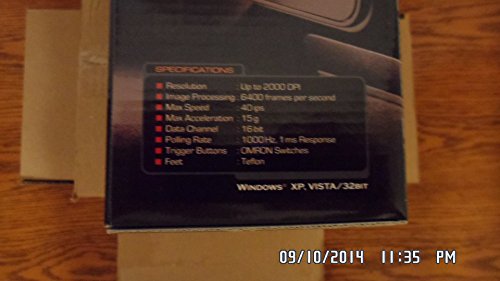 SPECIFICATIONS
Resolution : Up to 2000 DPI
Image Processing : 6400 frames per second
Max Speed : 40 ips
Max Acceleration : 15g
Data Channel : 16 bit
Polling Rate : 1000Hz, 1ms Response
Trigger Buttons : OMRON Switches
Feet : Teflon
WINDOWS® XP, VISTA/32BIT
09/10/2014 11:35 PM